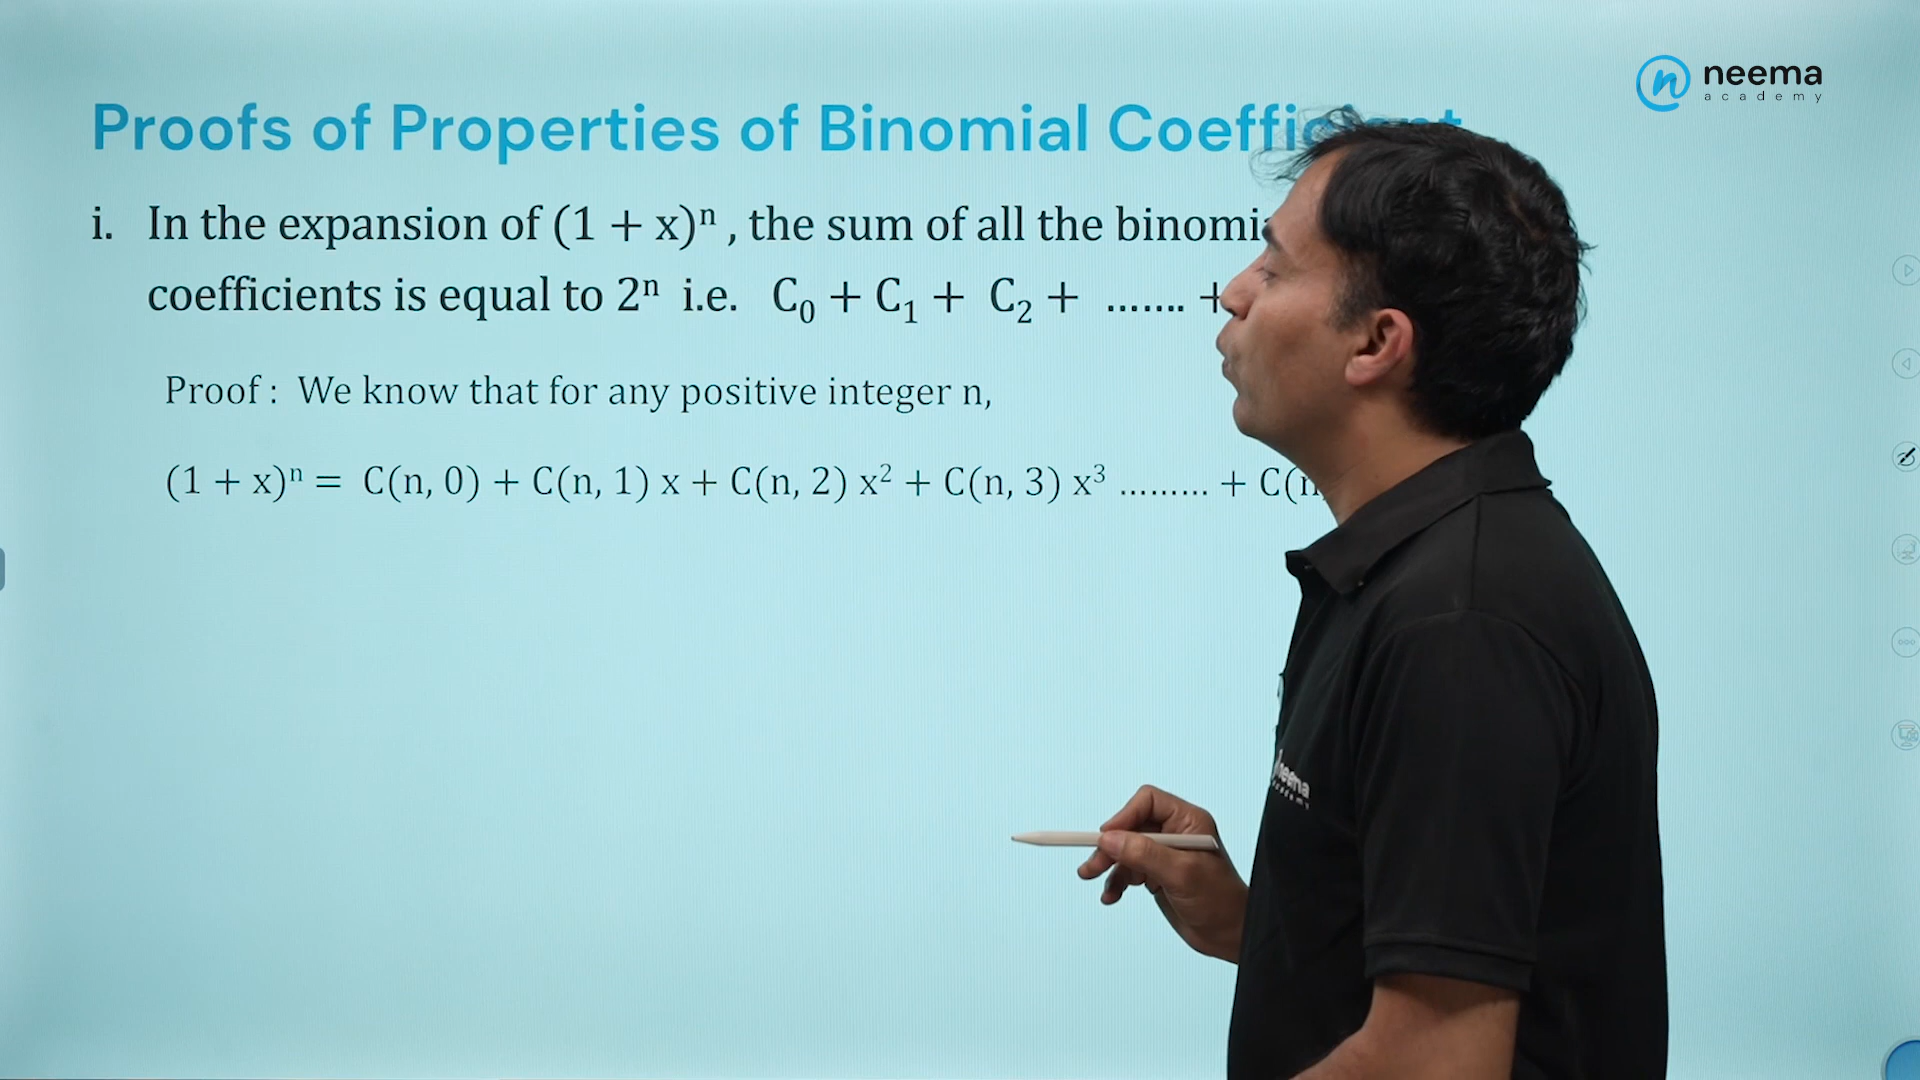 neema
academy
Proofs of Properties of Binomial
i. In the expansion of (1 + x)ⁿ , the sum of all the
coefficients is equal to 2ⁿ i.e. C₀ + C₁ + C₂ + ....... +
Proof : We know that for any positive integer n,
(1 + x)ⁿ = C(n, 0) + C(n, 1) x + C(n, 2) x² + C(n, 3) x³ ......... + C(n
neema
academy